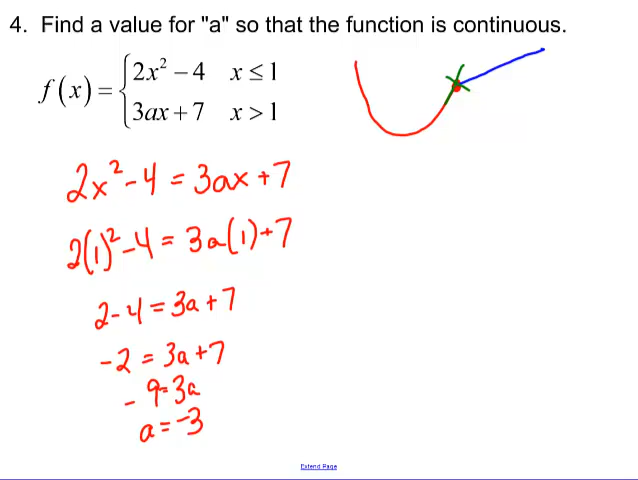 4. Find a value for "a" so that the function is continuous.
f(x) = { 2x² − 4 x ≤ 1
3ax + 7 x > 1
2x² - 4 = 3ax + 7
2(1)² - 4 = 3a(1) + 7
2 - 4 = 3a + 7
-2 = 3a + 7
- 9 = 3a
a = -3
Extend Page